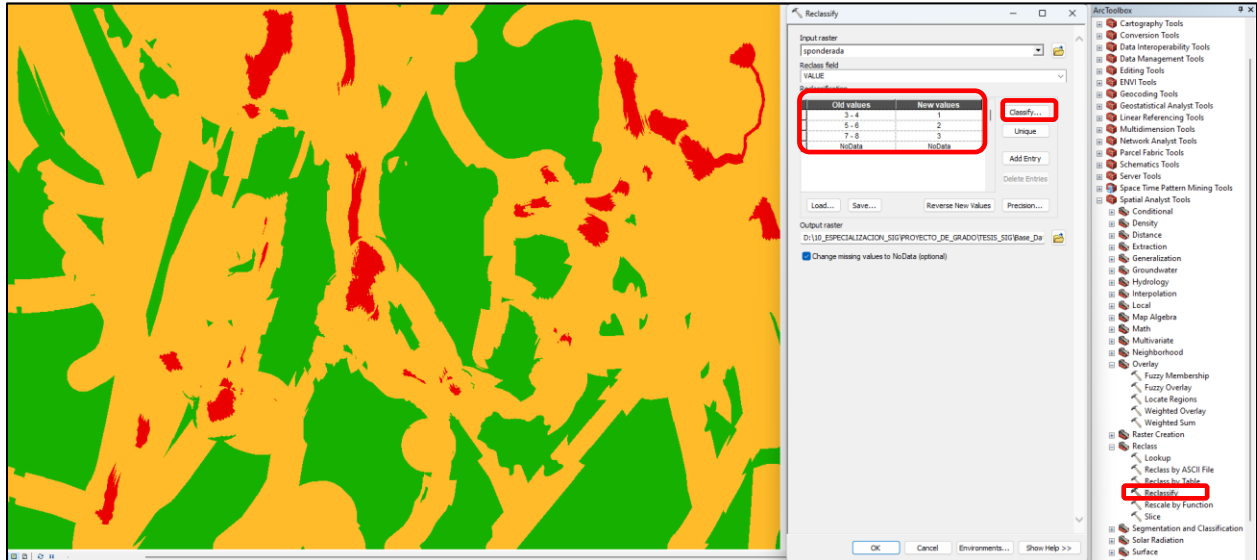 Reclassify
Input raster
sponderada
Reclass field
VALUE
Reclassification
Old values New values
3 - 4 1
5 - 6 2
7 - 8 3
NoData NoData
Classify...
Unique
Add Entry
Delete Entries
Load... Save... Reverse New Values Precision...
Output raster
D:\10_ESPECIALIZACION_SIG\PROYECTO_DE_GRADO\TESIS_SIG\Base_Da
Change missing values to NoData (optional)
OK Cancel Environments... Show Help >>
ArcToolbox
Cartography Tools
Conversion Tools
Data Interoperability Tools
Data Management Tools
Editing Tools
ENVI Tools
Geocoding Tools
Geostatistical Analyst Tools
Linear Referencing Tools
Multidimension Tools
Network Analyst Tools
Parcel Fabric Tools
Schematics Tools
Server Tools
Space Time Pattern Mining Tools
Spatial Analyst Tools
Conditional
Density
Distance
Extraction
Generalization
Groundwater
Hydrology
Interpolation
Local
Map Algebra
Math
Multivariate
Neighborhood
Overlay
Fuzzy Membership
Fuzzy Overlay
Locate Regions
Weighted Overlay
Weighted Sum
Raster Creation
Reclass
Lookup
Reclass by ASCII File
Reclass by Table
Reclassify
Rescale by Function
Slice
Segmentation and Classification
Solar Radiation
Surface